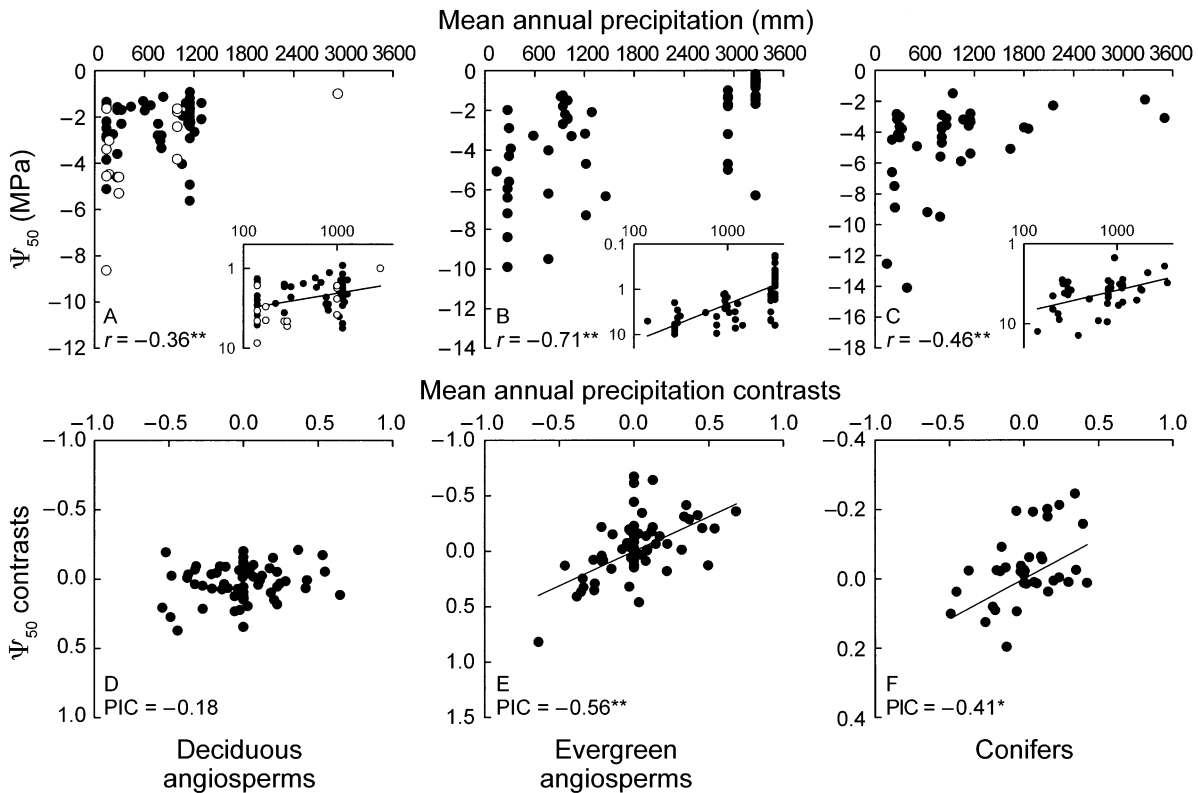 Mean annual precipitation (mm)
0 600 1200 1800 2400 3000 3600
0 600 1200 1800 2400 3000 3600
0 600 1200 1800 2400 3000 3600
Ψ50 (MPa)
0
−2
−4
−6
−8
−10
−12
100 1000
1
10
A
r = −0.36**
0
−2
−4
−6
−8
−10
−12
−14
100 1000
0.1
1
10
B
r = −0.71**
0
−2
−4
−6
−8
−10
−12
−14
−16
−18
100 1000
1
10
C
r = −0.46**
Mean annual precipitation contrasts
−1.0 −0.5 0.0 0.5 1.0
−1.0 −0.5 0.0 0.5 1.0
−1.0 −0.5 0.0 0.5 1.0
Ψ50 contrasts
−1.0
−0.5
0.0
0.5
1.0
D
PIC = −0.18
−1.0
−0.5
0.0
0.5
1.0
1.5
E
PIC = −0.56**
−0.4
−0.2
0.0
0.2
0.4
F
PIC = −0.41*
Deciduous
angiosperms
Evergreen
angiosperms
Conifers